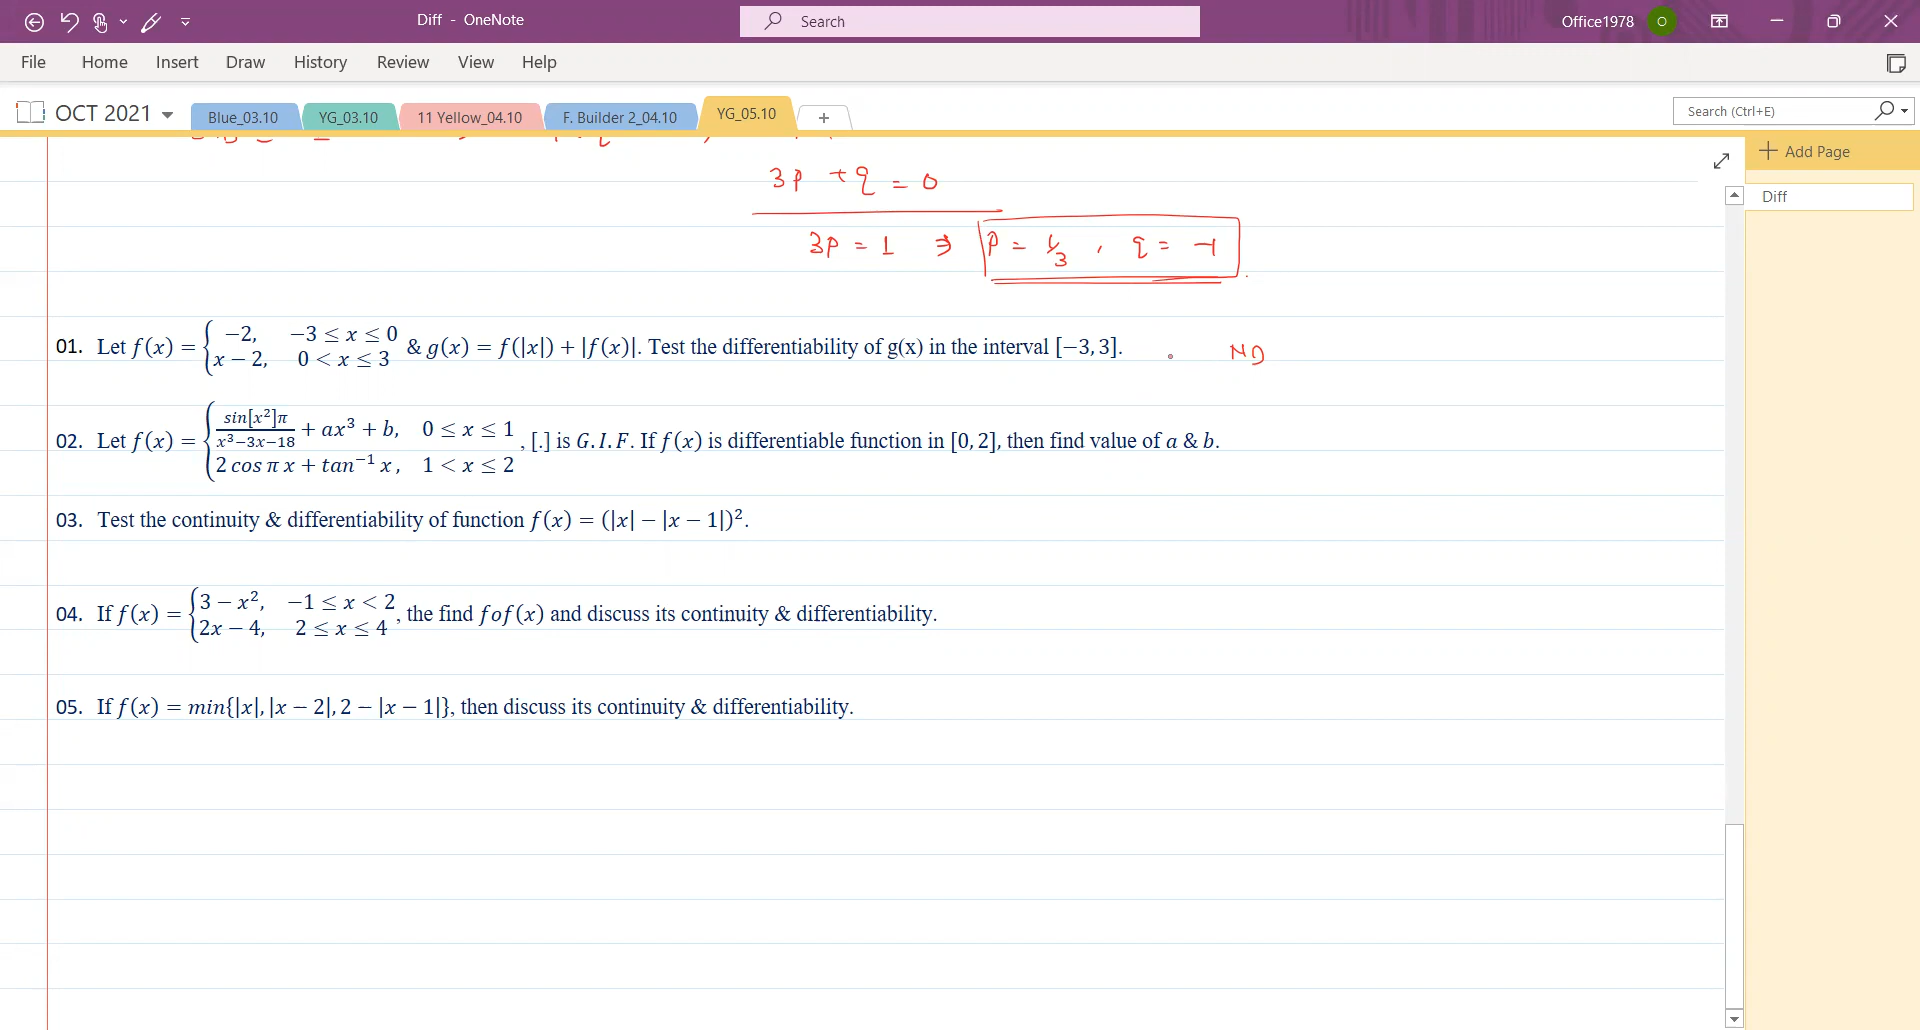 Diff - OneNote
Search
Office1978
O
File Home Insert Draw History Review View Help
OCT 2021
Blue_03.10
YG_03.10
11 Yellow_04.10
F. Builder 2_04.10
YG_05.10
+
Search (Ctrl+E)
Add Page
Diff
3p + q = 0
3p = 1 ⇒ p = 1/3 , q = -1
01. Let f(x) = { −2, −3 ≤ x ≤ 0
x − 2, 0 < x ≤ 3 & g(x) = f(|x|) + |f(x)|. Test the differentiability of g(x) in the interval [−3, 3]. ND
02. Let f(x) = { sin[x²]π / x³−3x−18 + ax³ + b, 0 ≤ x ≤ 1
2 cos π x + tan⁻¹ x , 1 < x ≤ 2 , [.] is G.I.F. If f(x) is differentiable function in [0, 2], then find value of a & b.
03. Test the continuity & differentiability of function f(x) = (|x| − |x − 1|)².
04. If f(x) = { 3 − x², −1 ≤ x < 2
2x − 4, 2 ≤ x ≤ 4 , the find fof(x) and discuss its continuity & differentiability.
05. If f(x) = min{|x|, |x − 2|, 2 − |x − 1|}, then discuss its continuity & differentiability.